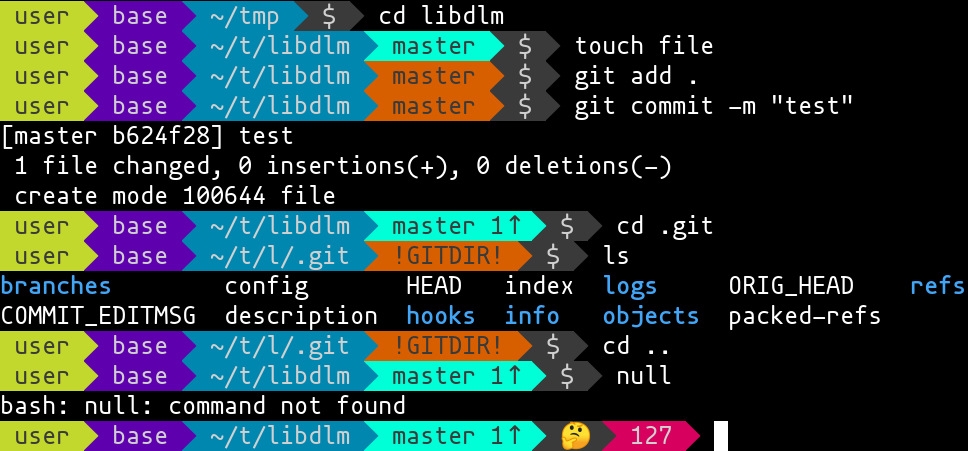 user base ~/tmp $ cd libdlm
user base ~/t/libdlm master $ touch file
user base ~/t/libdlm master $ git add .
user base ~/t/libdlm master $ git commit -m "test"
[master b624f28] test
1 file changed, 0 insertions(+), 0 deletions(-)
create mode 100644 file
user base ~/t/libdlm master 1↑ $ cd .git
user base ~/t/l/.git !GITDIR! $ ls
branches config HEAD index logs ORIG_HEAD refs
COMMIT_EDITMSG description hooks info objects packed-refs
user base ~/t/l/.git !GITDIR! $ cd ..
user base ~/t/libdlm master 1↑ $ null
bash: null: command not found
user base ~/t/libdlm master 1↑ 🤔 127